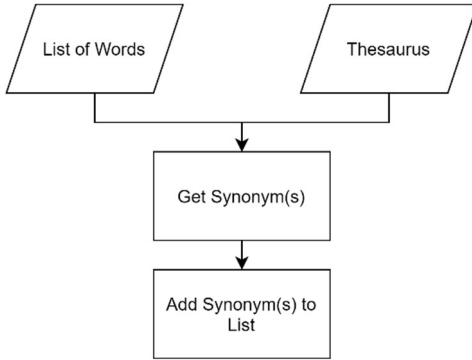 List of Words
Thesaurus
Get Synonym(s)
Add Synonym(s) to
List